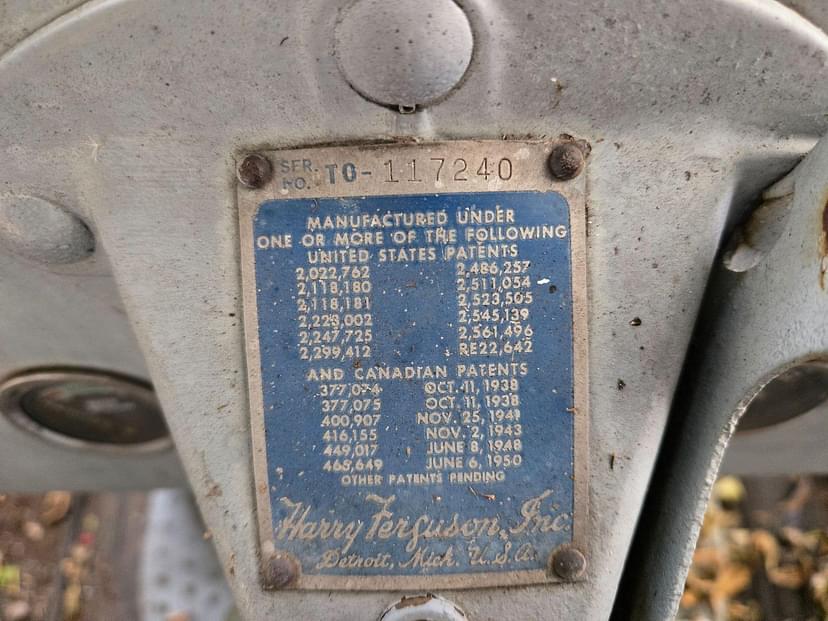 SER. NO. TO-117240
MANUFACTURED UNDER
ONE OR MORE OF THE FOLLOWING
UNITED STATES PATENTS
2,022,762 2,486,257
2,118,180 2,511,054
2,118,181 2,523,505
2,223,002 2,545,139
2,247,725 2,561,496
2,299,412 RE22,642
AND CANADIAN PATENTS
377,074 OCT. 11, 1938
377,075 OCT. 11, 1938
400,907 NOV. 25, 1941
416,155 NOV. 2, 1943
449,017 JUNE 8, 1948
465,649 JUNE 6, 1950
OTHER PATENTS PENDING
Harry Ferguson, Inc.
Detroit, Mich. U.S.A.